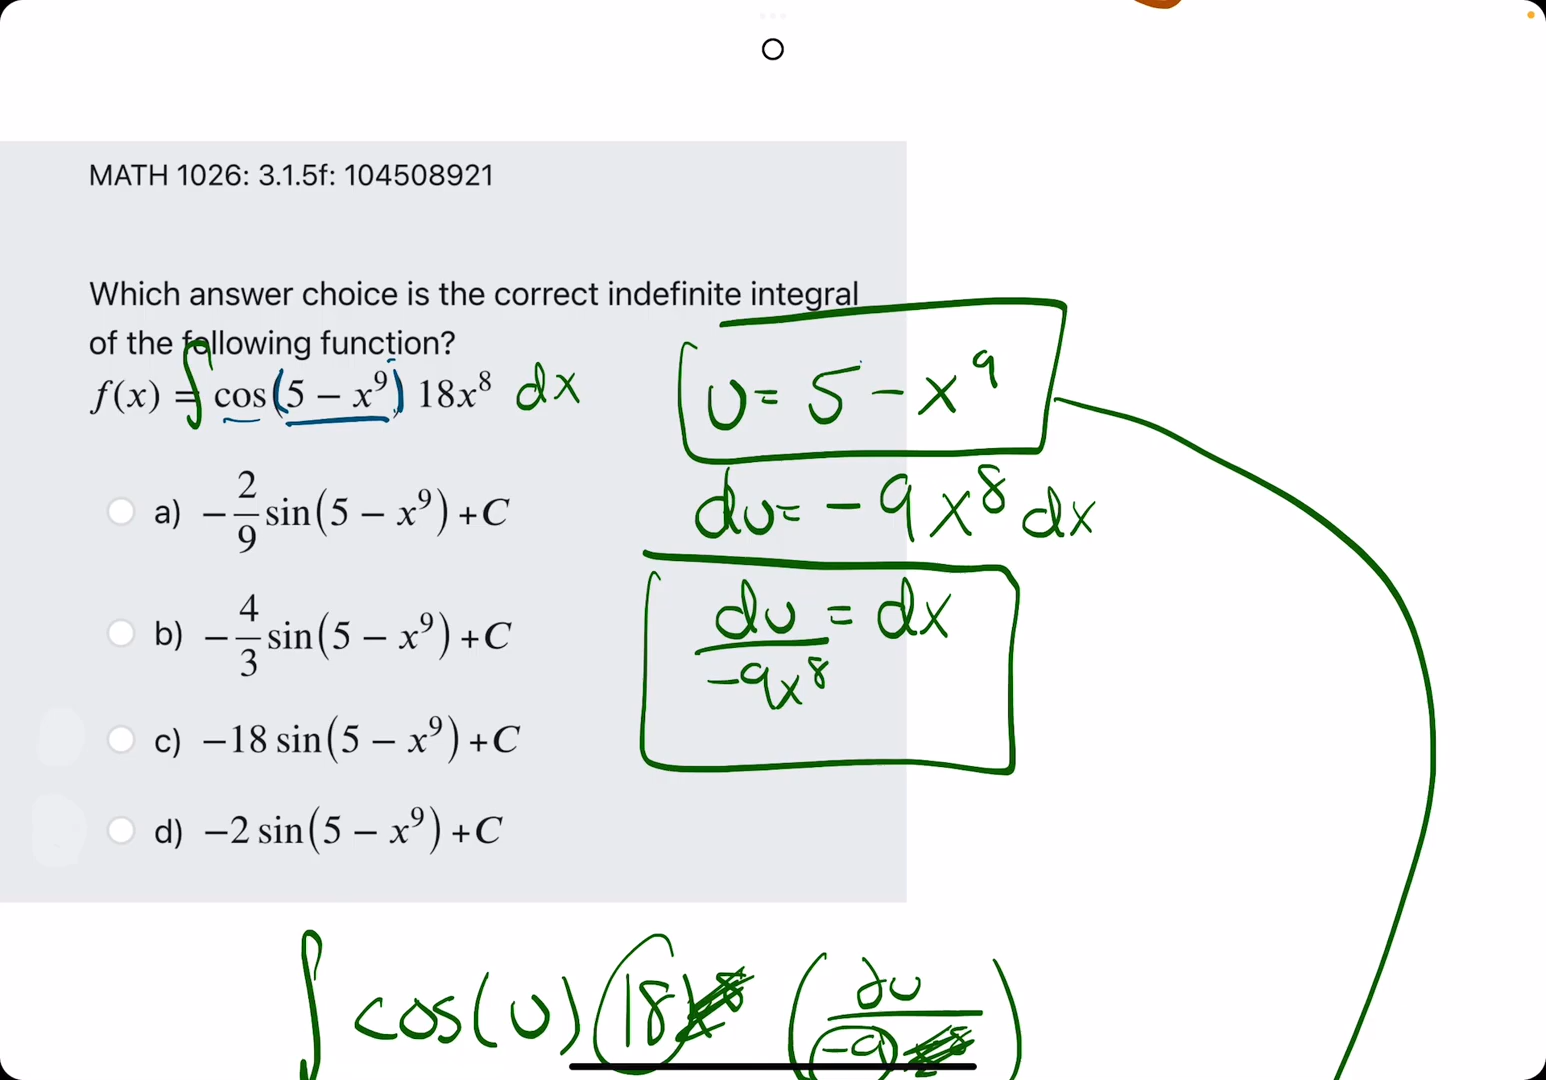 MATH 1026: 3.1.5f: 104508921
Which answer choice is the correct indefinite integral
of the following function?
f(x) = ∫ cos(5 − x⁹) 18x⁸ dx
a) −2/9 sin(5 − x⁹) +C
b) −4/3 sin(5 − x⁹) +C
c) −18 sin(5 − x⁹) +C
d) −2 sin(5 − x⁹) +C
u = 5 − x⁹
du = −9x⁸ dx
du/−9x⁸ = dx
∫ cos(u) 18x⁸ (du/−9x⁸)